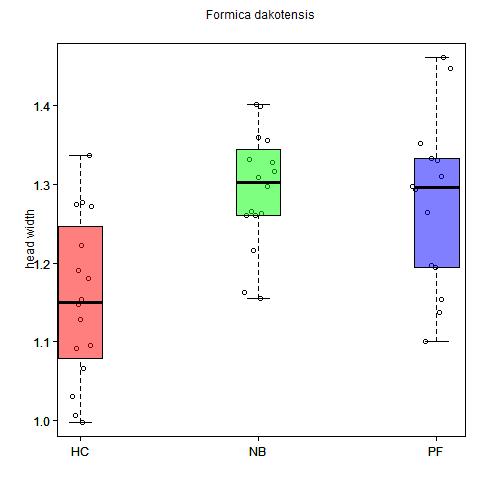 Formica dakotensis
head width
1.4
1.3
1.2
1.1
1.0
HC NB PF